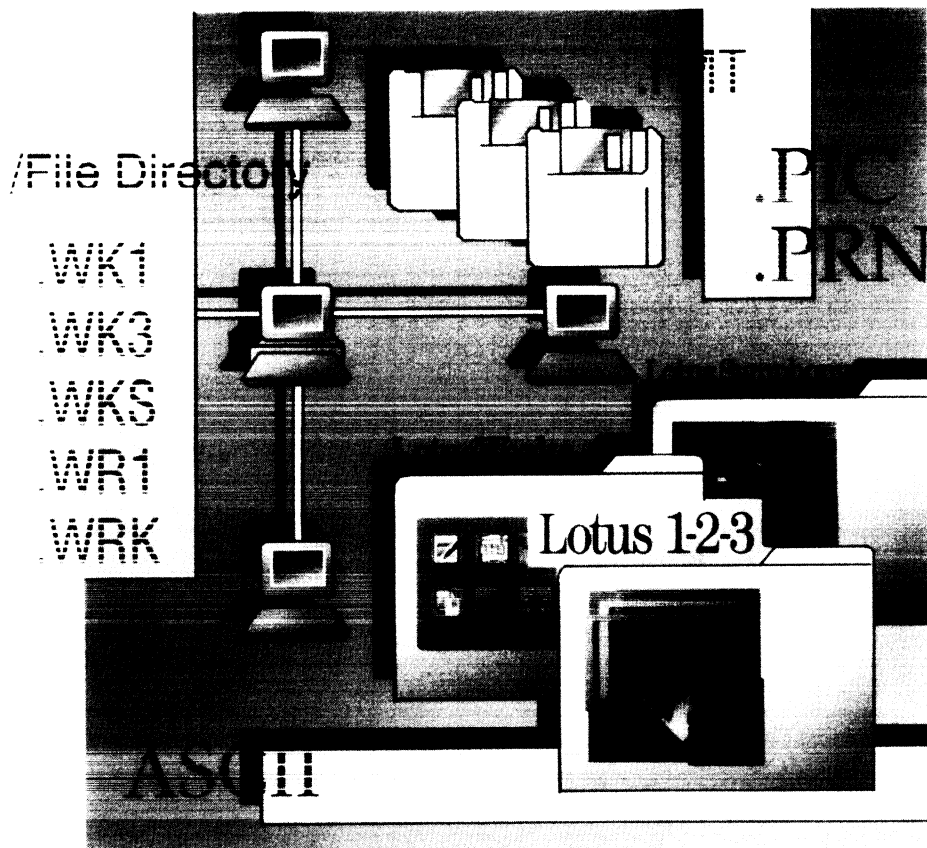 /File Directory
.PIC
.PRN
.WK1
.WK3
.WKS
.WR1
.WRK
Lotus 1-2-3
ASCII